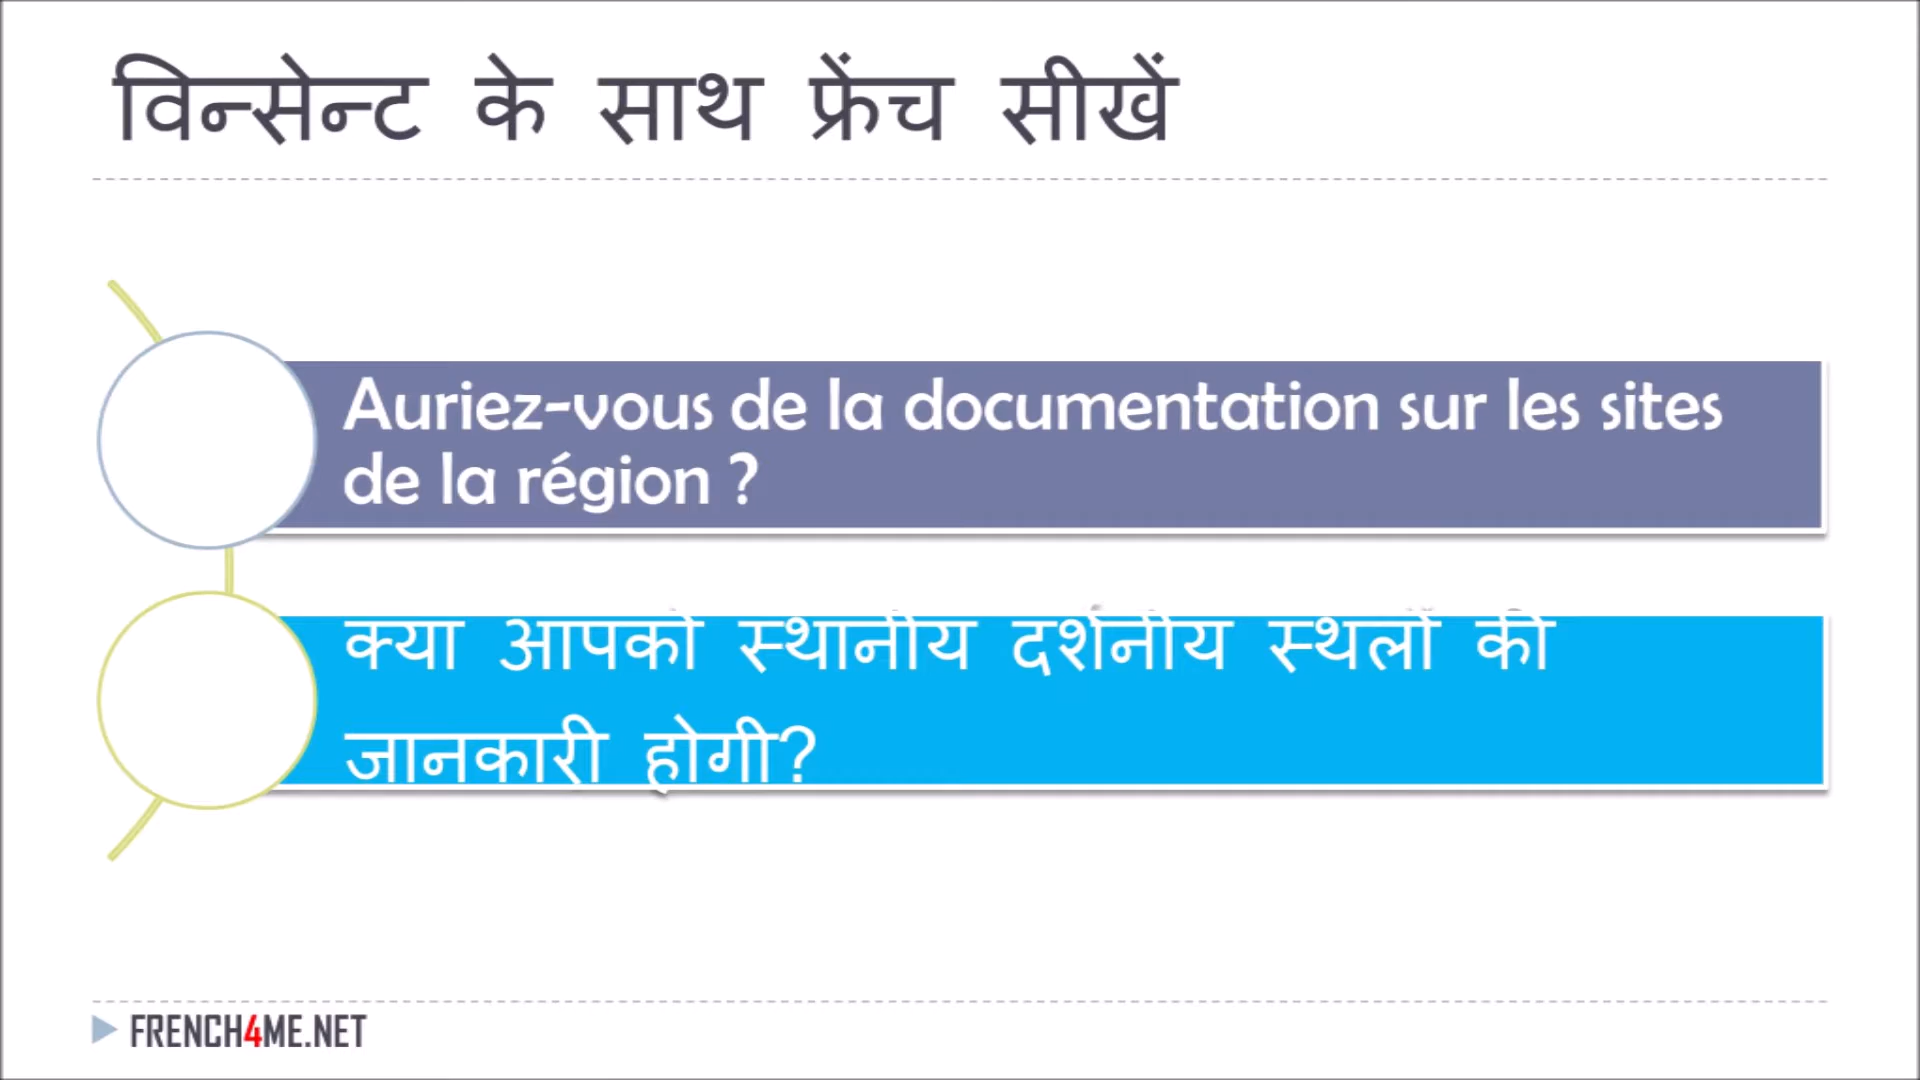 विन्सेन्ट के साथ फ्रेंच सीखें
Auriez-vous de la documentation sur les sites
de la région ?
क्या आपको स्थानीय दर्शनीय स्थलों की
जानकारी होगी?
FRENCH4ME.NET